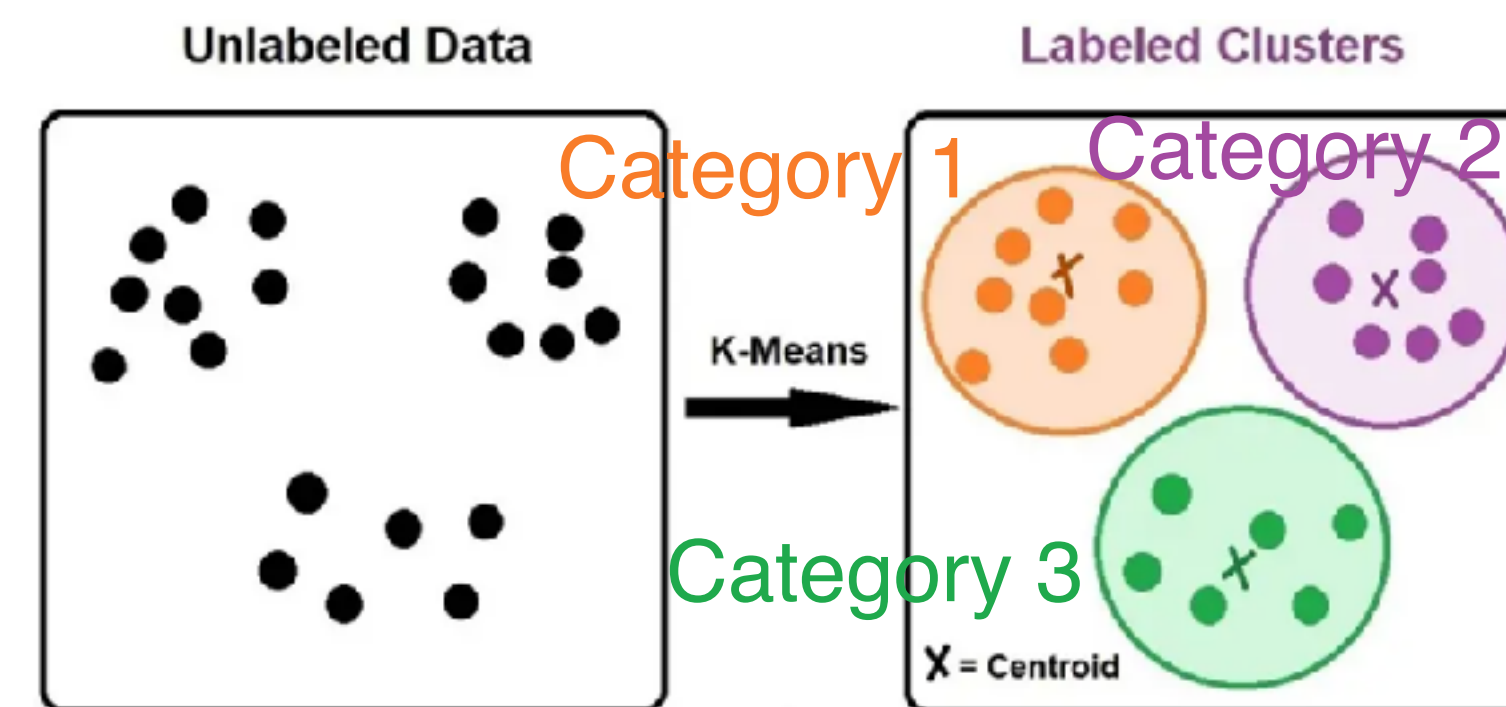 Unlabeled Data
Labeled Clusters
Category 1
Category 2
K-Means
Category 3
X = Centroid